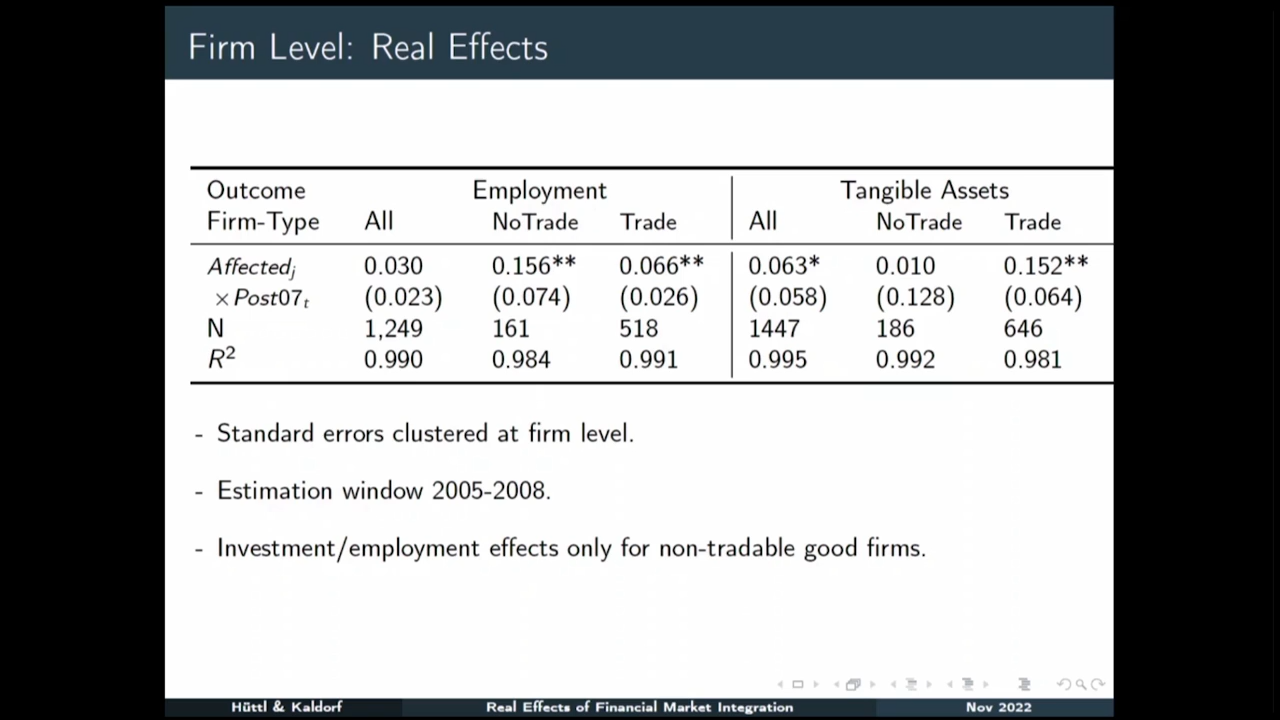 Firm Level: Real Effects
Outcome Employment Tangible Assets
Firm-Type All NoTrade Trade All NoTrade Trade
Affectedj 0.030 0.156** 0.066** 0.063* 0.010 0.152**
×Post07t (0.023) (0.074) (0.026) (0.058) (0.128) (0.064)
N 1,249 161 518 1447 186 646
R² 0.990 0.984 0.991 0.995 0.992 0.981
- Standard errors clustered at firm level.
- Estimation window 2005-2008.
- Investment/employment effects only for non-tradable good firms.
Hüttl & Kaldorf Real Effects of Financial Market Integration Nov 2022